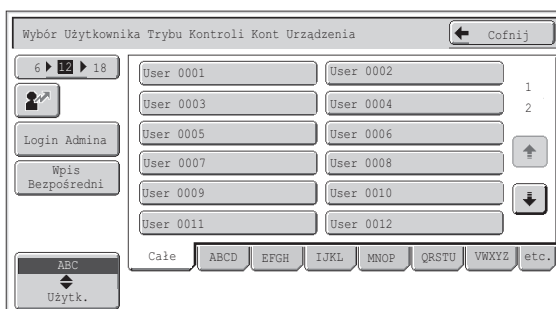 Wybór Użytkownika Trybu Kontroli Kont Urządzenia
Cofnij
6 12 18
User 0001
User 0002
1
2
User 0003
User 0004
Login Admina
User 0005
User 0006
Wpis
Bezpośredni
User 0007
User 0008
User 0009
User 0010
User 0011
User 0012
Całe
ABCD
EFGH
IJKL
MNOP
QRSTU
VWXYZ
etc.
ABC
Użytk.